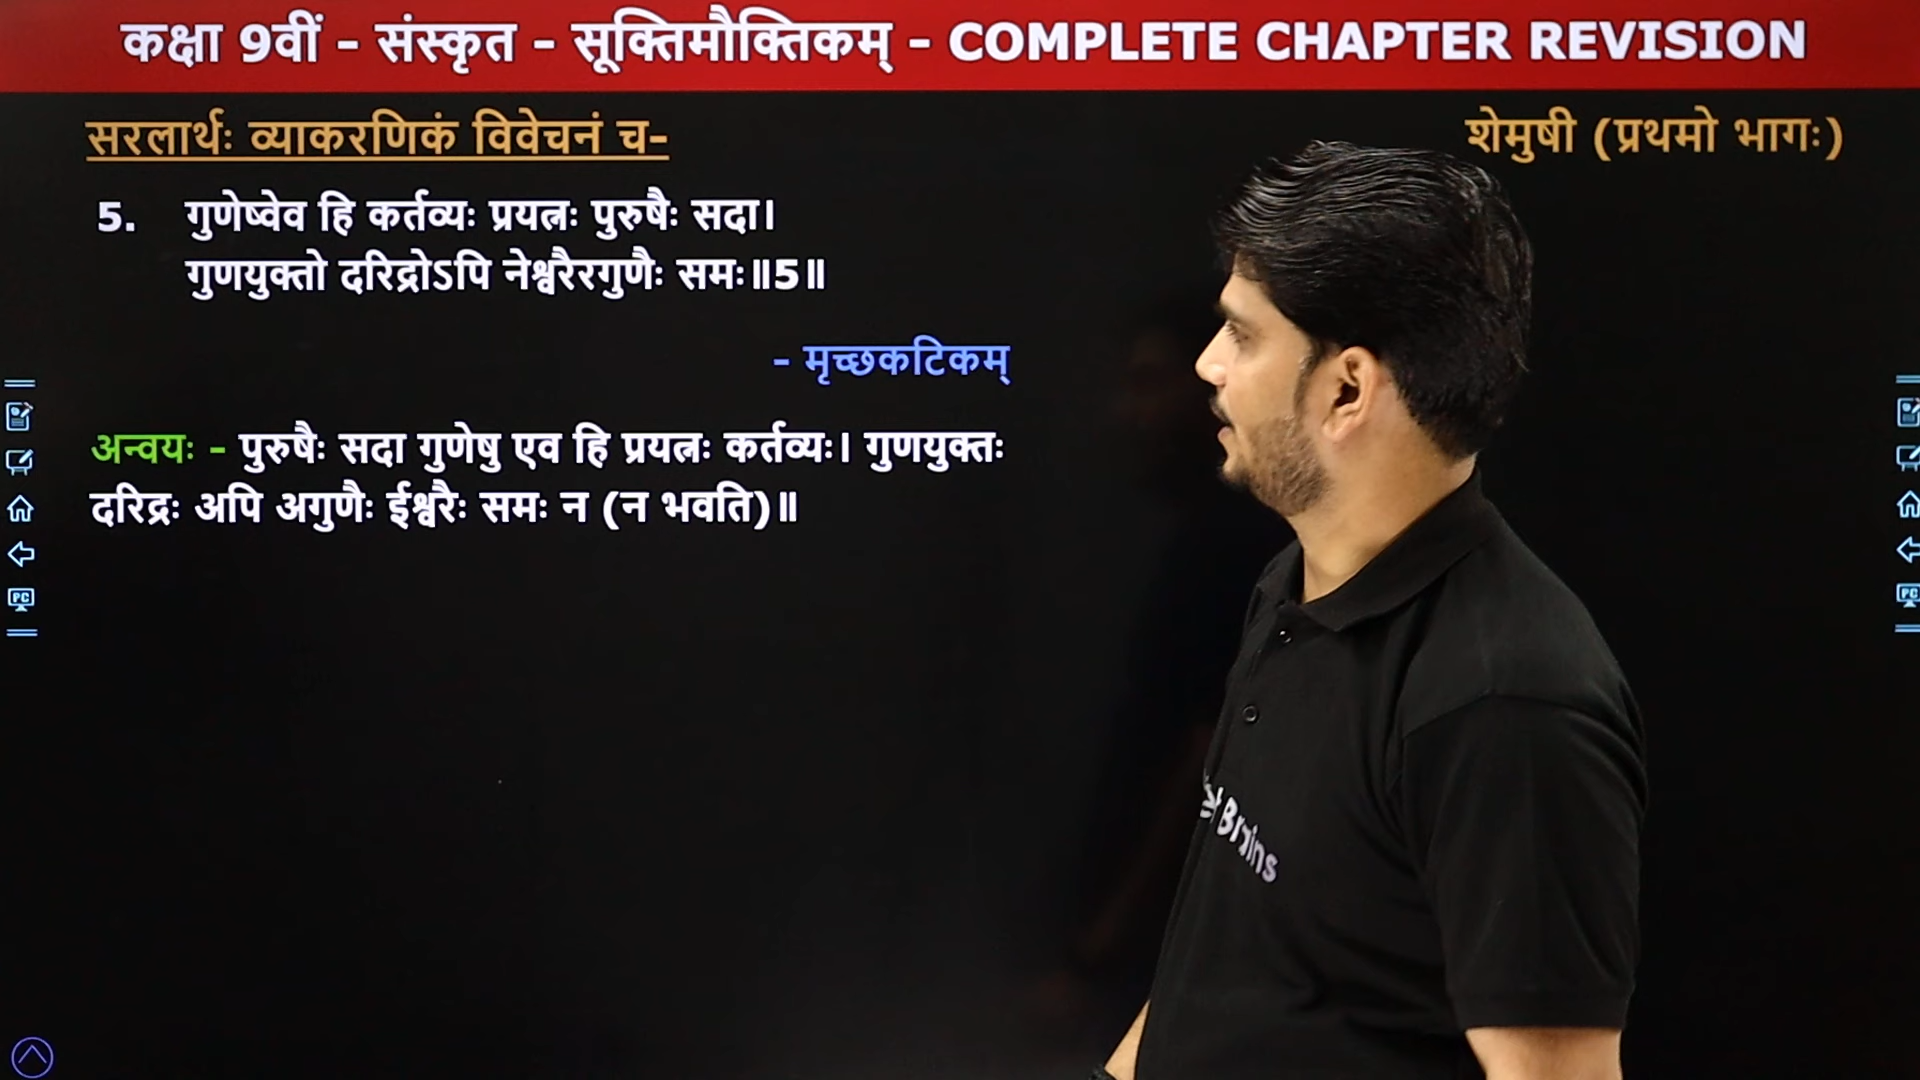 कक्षा 9वीं - संस्कृत - सूक्तिमौक्तिकम् - COMPLETE CHAPTER REVISION
सरलार्थः व्याकरणिकं विवेचनं च-
शेमुषी (प्रथमो भागः)
5. गुणेष्वेव हि कर्तव्यः प्रयत्नः पुरुषैः सदा।
गुणयुक्तो दरिद्रोऽपि नेश्वरैरगुणैः समः॥5॥
- मृच्छकटिकम्
अन्वयः - पुरुषैः सदा गुणेषु एव हि प्रयत्नः कर्तव्यः। गुणयुक्तः
दरिद्रः अपि अगुणैः ईश्वरैः समः न (न भवति)॥
Brains
PC
PC